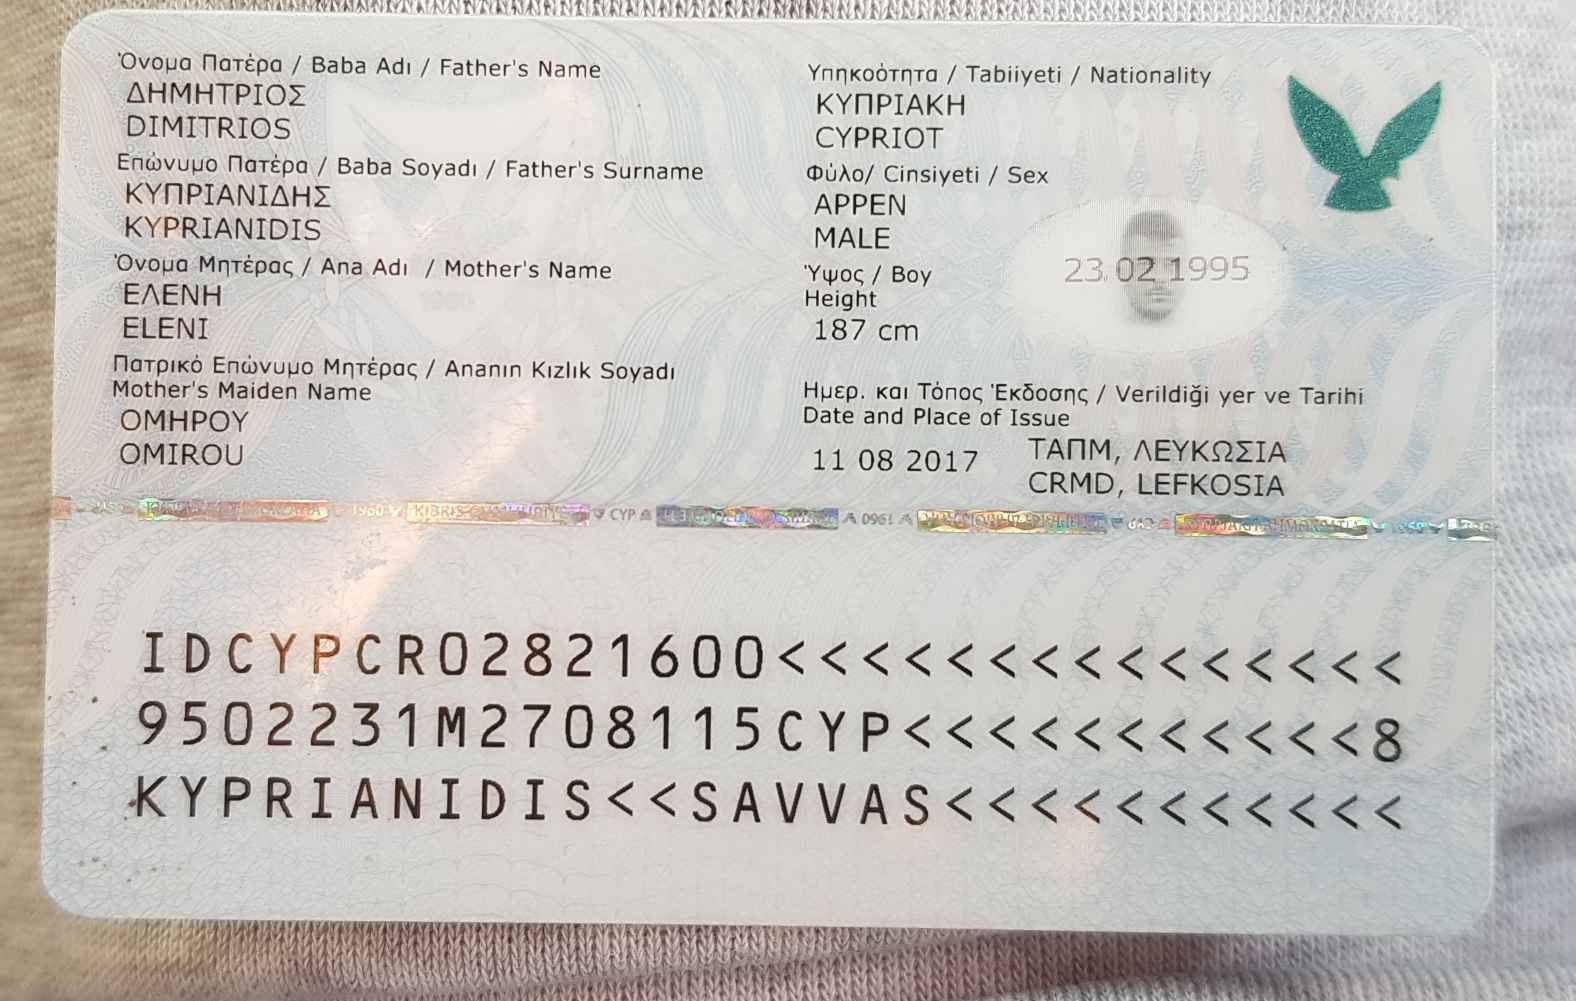 Όνομα Πατέρα / Baba Adı / Father's Name
ΔΗΜΗΤΡΙΟΣ
DIMITRIOS
Επώνυμο Πατέρα / Baba Soyadı / Father's Surname
ΚΥΠΡΙΑΝΙΔΗΣ
KYPRIANIDIS
Όνομα Μητέρας / Ana Adı / Mother's Name
ΕΛΕΝΗ
ELENI
Πατρικό Επώνυμο Μητέρας / Ananın Kızlık Soyadı
Mother's Maiden Name
ΟΜΗΡΟΥ
OMIROU
Υπηκοότητα / Tabiiyeti / Nationality
ΚΥΠΡΙΑΚΗ
CYPRIOT
Φύλο/ Cinsiyeti / Sex
ΑΡΡΕΝ
MALE
Ύψος / Boy
Height
187 cm
23 02 1995
Ημερ. και Τόπος Έκδοσης / Verildiği yer ve Tarihi
Date and Place of Issue
11 08 2017
ΤΑΠΜ, ΛΕΥΚΩΣΙΑ
CRMD, LEFKOSIA
1960 KIBRIS CYP 1960
IDCYPCR02821600<<<<<<<<<<<<<<<
9502231M2708115CYP<<<<<<<<<<<8
KYPRIANIDIS<<SAVVAS<<<<<<<<<<<